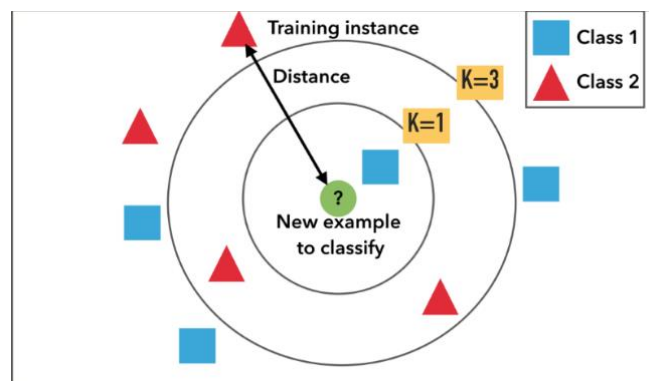 Training instance
Class 1
Distance
K=3
Class 2
K=1
?
New example
to classify